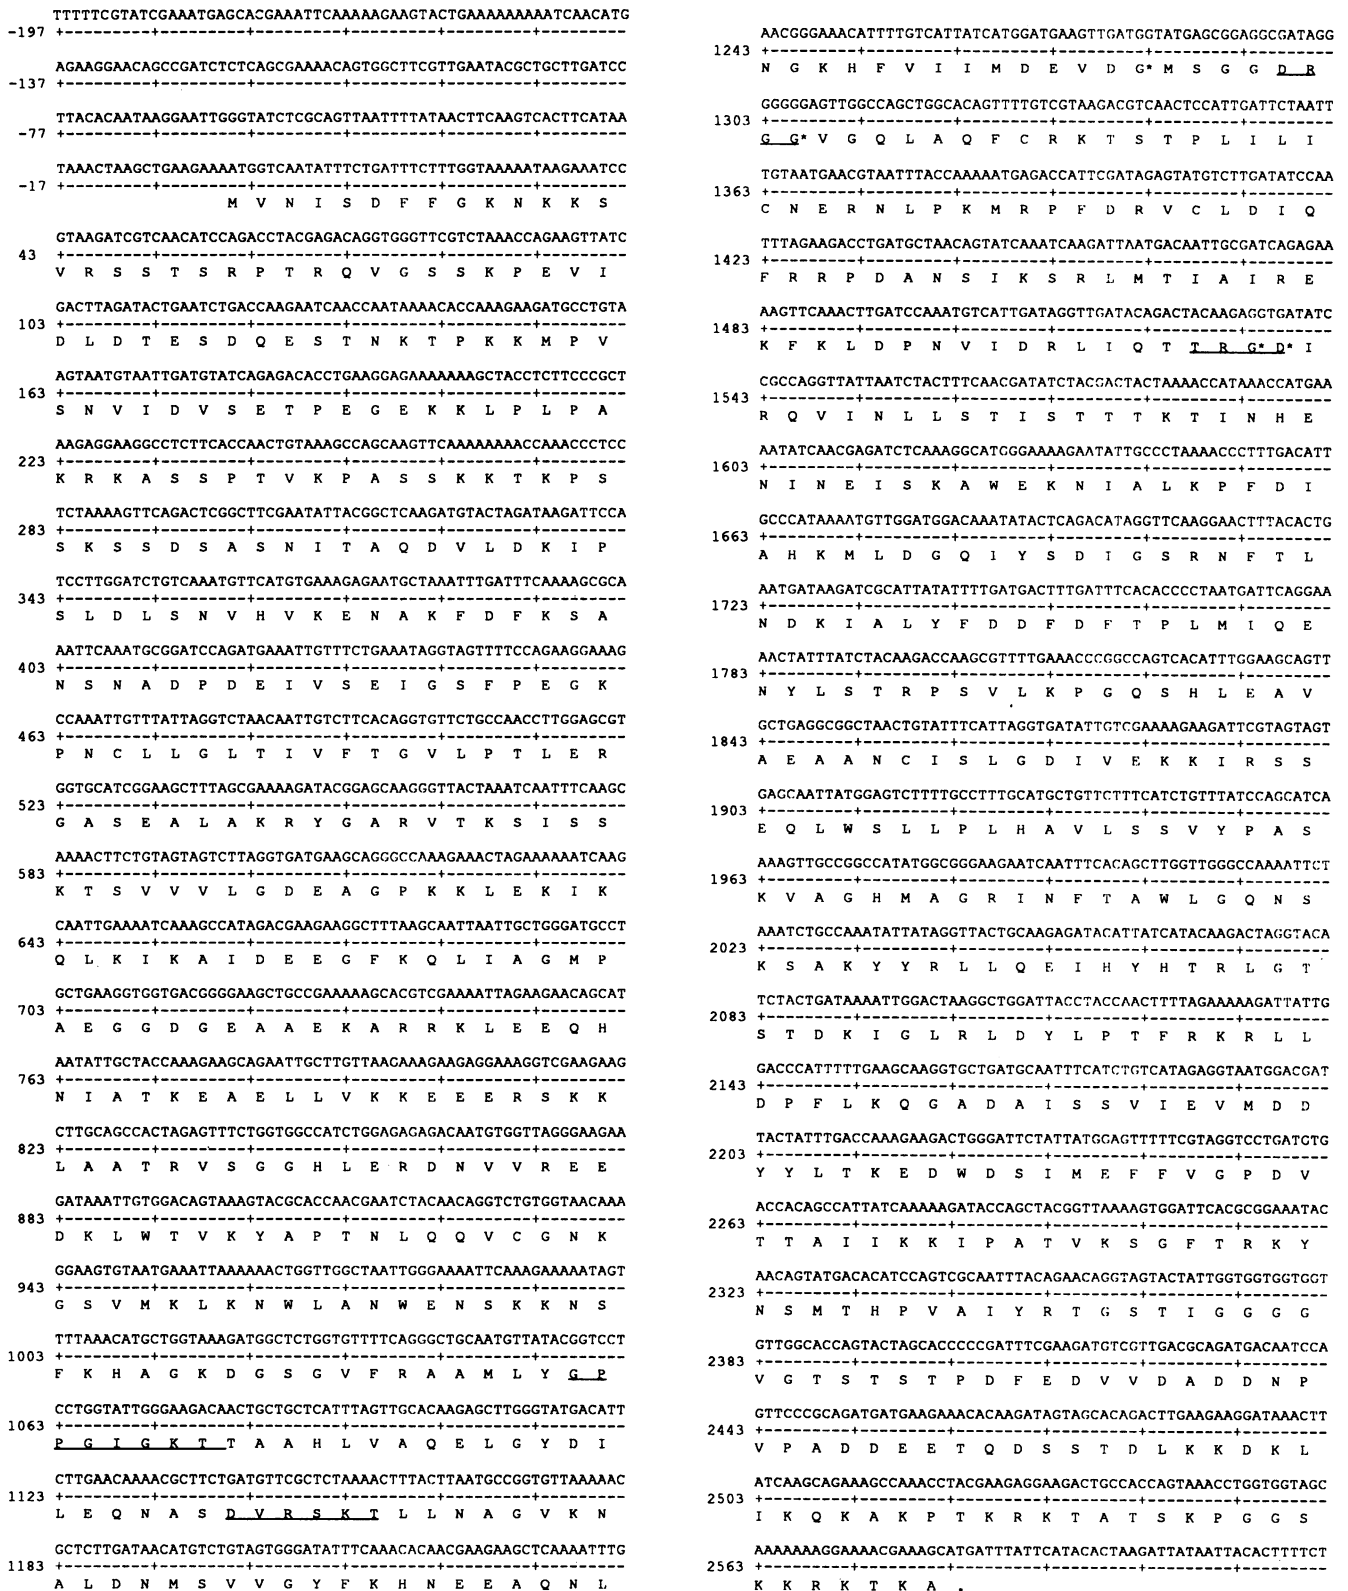 TTTTTCGTATCGAAATGAGCACGAAATTCAAAAAGAAGTACTGAAAAAAAAATCAACATG
-197 +---------+---------+---------+---------+---------+---------
AGAAGGAACAGCCGATCTCTCAGCGAAAACAGTGGCTTCGTTGAATACGCTGCTTGATCC
-137 +---------+---------+---------+---------+---------+---------
TTACACAATAAGGAATTGGGTATCTCGCAGTTAATTTTATAACTTCAAGTCACTTCATAA
-77 +---------+---------+---------+---------+---------+---------
TAAACTAAGCTGAAGAAAATGGTCAATATTTCTGATTTCTTTGGTAAAAATAAGAAATCC
-17 +---------+---------+---------+---------+---------+---------
M V N I S D F F G K N K K S
GTAAGATCGTCAACATCCAGACCTACGAGACAGGTGGGTTCGTCTAAACCAGAAGTTATC
43 +---------+---------+---------+---------+---------+---------
V R S S T S R P T R Q V G S S K P E V I
GACTTAGATACTGAATCTGACCAAGAATCAACCAATAAAACACCAAAGAAGATGCCTGTA
103 +---------+---------+---------+---------+---------+---------
D L D T E S D Q E S T N K T P K K M P V
AGTAATGTAATTGATGTATCAGAGACACCTGAAGGAGAAAAAAAGCTACCTCTTCCCGCT
163 +---------+---------+---------+---------+---------+---------
S N V I D V S E T P E G E K K L P L P A
AAGAGGAAGGCCTCTTCACCAACTGTAAAGCCAGCAAGTTCAAAAAAAACCAAACCCTCC
223 +---------+---------+---------+---------+---------+---------
K R K A S S P T V K P A S S K K T K P S
TCTAAAAGTTCAGACTCGGCTTCGAATATTACGGCTCAAGATGTACTAGATAAGATTCCA
283 +---------+---------+---------+---------+---------+---------
S K S S D S A S N I T A Q D V L D K I P
TCCTTGGATCTGTCAAATGTTCATGTGAAAGAGAATGCTAAATTTGATTTCAAAAGCGCA
343 +---------+---------+---------+---------+---------+---------
S L D L S N V H V K E N A K F D F K S A
AATTCAAATGCGGATCCAGATGAAATTGTTTCTGAAATAGGTAGTTTTCCAGAAGGAAAG
403 +---------+---------+---------+---------+---------+---------
N S N A D P D E I V S E I G S F P E G K
CCAAATTGTTTATTAGGTCTAACAATTGTCTTCACAGGTGTTCTGCCAACCTTGGAGCGT
463 +---------+---------+---------+---------+---------+---------
P N C L L G L T I V F T G V L P T L E R
GGTGCATCGGAAGCTTTAGCGAAAAGATACGGAGCAAGGGTTACTAAATCAATTTCAAGC
523 +---------+---------+---------+---------+---------+---------
G A S E A L A K R Y G A R V T K S I S S
AAAACTTCTGTAGTAGTCTTAGGTGATGAAGCAGGGCCAAAGAAACTAGAAAAAATCAAG
583 +---------+---------+---------+---------+---------+---------
K T S V V V L G D E A G P K K L E K I K
CAATTGAAAATCAAAGCCATAGACGAAGAAGGCTTTAAGCAATTAATTGCTGGGATGCCT
643 +---------+---------+---------+---------+---------+---------
Q L K I K A I D E E G F K Q L I A G M P
GCTGAAGGTGGTGACGGGGAAGCTGCCGAAAAAGCACGTCGAAAATTAGAAGAACAGCAT
703 +---------+---------+---------+---------+---------+---------
A E G G D G E A A E K A R R K L E E Q H
AATATTGCTACCAAAGAAGCAGAATTGCTTGTTAAGAAAGAAGAGGAAAGGTCGAAGAAG
763 +---------+---------+---------+---------+---------+---------
N I A T K E A E L L V K K E E E R S K K
CTTGCAGCCACTAGAGTTTCTGGTGGCCATCTGGAGAGAGACAATGTGGTTAGGGAAGAA
823 +---------+---------+---------+---------+---------+---------
L A A T R V S G G H L E R D N V V R E E
GATAAATTGTGGACAGTAAAGTACGCACCAACGAATCTACAACAGGTCTGTGGTAACAAA
883 +---------+---------+---------+---------+---------+---------
D K L W T V K Y A P T N L Q Q V C G N K
GGAAGTGTAATGAAATTAAAAAACTGGTTGGCTAATTGGGAAAATTCAAAGAAAAATAGT
943 +---------+---------+---------+---------+---------+---------
G S V M K L K N W L A N W E N S K K N S
TTTAAACATGCTGGTAAAGATGGCTCTGGTGTTTTCAGGGCTGCAATGTTATACGGTCCT
1003 +---------+---------+---------+---------+---------+---------
F K H A G K D G S G V F R A A M L Y G P
CCTGGTATTGGGAAGACAACTGCTGCTCATTTAGTTGCACAAGAGCTTGGGTATGACATT
1063 +---------+---------+---------+---------+---------+---------
P G I G K T T A A H L V A Q E L G Y D I
CTTGAACAAAACGCTTCTGATGTTCGCTCTAAAACTTTACTTAATGCCGGTGTTAAAAAC
1123 +---------+---------+---------+---------+---------+---------
L E Q N A S D V R S K T L L N A G V K N
GCTCTTGATAACATGTCTGTAGTGGGATATTTCAAACACAACGAAGAAGCTCAAAATTTG
1183 +---------+---------+---------+---------+---------+---------
A L D N M S V V G Y F K H N E E A Q N L
AACGGGAAACATTTTGTCATTATCATGGATGAAGTTGATGGTATGAGCGGAGGCGATAGG
1243 +---------+---------+---------+---------+---------+---------
N G K H F V I I M D E V D G* M S G G D R
GGGGGAGTTGGCCAGCTGGCACAGTTTTGTCGTAAGACGTCAACTCCATTGATTCTAATT
1303 +---------+---------+---------+---------+---------+---------
G G* V G Q L A Q F C R K T S T P L I L I
TGTAATGAACGTAATTTACCAAAAATGAGACCATTCGATAGAGTATGTCTTGATATCCAA
1363 +---------+---------+---------+---------+---------+---------
C N E R N L P K M R P F D R V C L D I Q
TTTAGAAGACCTGATGCTAACAGTATCAAATCAAGATTAATGACAATTGCGATCAGAGAA
1423 +---------+---------+---------+---------+---------+---------
F R R P D A N S I K S R L M T I A I R E
AAGTTCAAACTTGATCCAAATGTCATTGATAGGTTGATACAGACTACAAGAGGTGATATC
1483 +---------+---------+---------+---------+---------+---------
K F K L D P N V I D R L I Q T T R G* D* I
CGCCAGGTTATTAATCTACTTTCAACGATATCTACGACTACTAAAACCATAAACCATGAA
1543 +---------+---------+---------+---------+---------+---------
R Q V I N L L S T I S T T T K T I N H E
AATATCAACGAGATCTCAAAGGCATGGGAAAAGAATATTGCCCTAAAACCCTTTGACATT
1603 +---------+---------+---------+---------+---------+---------
N I N E I S K A W E K N I A L K P F D I
GCCCATAAAATGTTGGATGGACAAATATACTCAGACATAGGTTCAAGGAACTTTACACTG
1663 +---------+---------+---------+---------+---------+---------
A H K M L D G Q I Y S D I G S R N F T L
AATGATAAGATCGCATTATATTTTGATGACTTTGATTTCACACCCCTAATGATTCAGGAA
1723 +---------+---------+---------+---------+---------+---------
N D K I A L Y F D D F D F T P L M I Q E
AACTATTTATCTACAAGACCAAGCGTTTTGAAACCCGGCCAGTCACATTTGGAAGCAGTT
1783 +---------+---------+---------+---------+---------+---------
N Y L S T R P S V L K P G Q S H L E A V
GCTGAGGCGGCTAACTGTATTTCATTAGGTGATATTGTCGAAAAGAAGATTCGTAGTAGT
1843 +---------+---------+---------+---------+---------+---------
A E A A N C I S L G D I V E K K I R S S
GAGCAATTATGGAGTCTTTTGCCTTTGCATGCTGTTCTTTCATCTGTTTATCCAGCATCA
1903 +---------+---------+---------+---------+---------+---------
E Q L W S L L P L H A V L S S V Y P A S
AAAGTTGCCGGCCATATGGCGGGAAGAATCAATTTCACAGCTTGGTTGGGCCAAAATTCT
1963 +---------+---------+---------+---------+---------+---------
K V A G H M A G R I N F T A W L G Q N S
AAATCTGCCAAATATTATAGGTTACTGCAAGAGATACATTATCATACAAGACTAGGTACA
2023 +---------+---------+---------+---------+---------+---------
K S A K Y Y R L L Q E I H Y H T R L G T
TCTACTGATAAAATTGGACTAAGGCTGGATTACCTACCAACTTTTAGAAAAAGATTATTG
2083 +---------+---------+---------+---------+---------+---------
S T D K I G L R L D Y L P T F R K R L L
GACCCATTTTTGAAGCAAGGTGCTGATGCAATTTCATCTGTCATAGAGGTAATGGACGAT
2143 +---------+---------+---------+---------+---------+---------
D P F L K Q G A D A I S S V I E V M D D
TACTATTTGACCAAAGAAGACTGGGATTCTATTATGGAGTTTTTCGTAGGTCCTGATGTG
2203 +---------+---------+---------+---------+---------+---------
Y Y L T K E D W D S I M E F F V G P D V
ACCACAGCCATTATCAAAAAGATACCAGCTACGGTTAAAAGTGGATTCACGCGGAAATAC
2263 +---------+---------+---------+---------+---------+---------
T T A I I K K I P A T V K S G F T R K Y
AACAGTATGACACATCCAGTCGCAATTTACAGAACAGGTAGTACTATTGGTGGTGGTGGT
2323 +---------+---------+---------+---------+---------+---------
N S M T H P V A I Y R T G S T I G G G G
GTTGGCACCAGTACTAGCACCCCCGATTTCGAAGATGTCGTTGACGCAGATGACAATCCA
2383 +---------+---------+---------+---------+---------+---------
V G T S T S T P D F E D V V D A D D N P
GTTCCCGCAGATGATGAAGAAACACAAGATAGTAGCACAGACTTGAAGAAGGATAAACTT
2443 +---------+---------+---------+---------+---------+---------
V P A D D E E T Q D S S T D L K K D K L
ATCAAGCAGAAAGCCAAACCTACGAAGAGGAAGACTGCCACCAGTAAACCTGGTGGTAGC
2503 +---------+---------+---------+---------+---------+---------
I K Q K A K P T K R K T A T S K P G G S
AAAAAAAGGAAAACGAAAGCATGATTTATTCATACACTAAGATTATAATTACACTTTTCT
2563 +---------+---------+---------+---------+---------+---------
K K R K T K A .